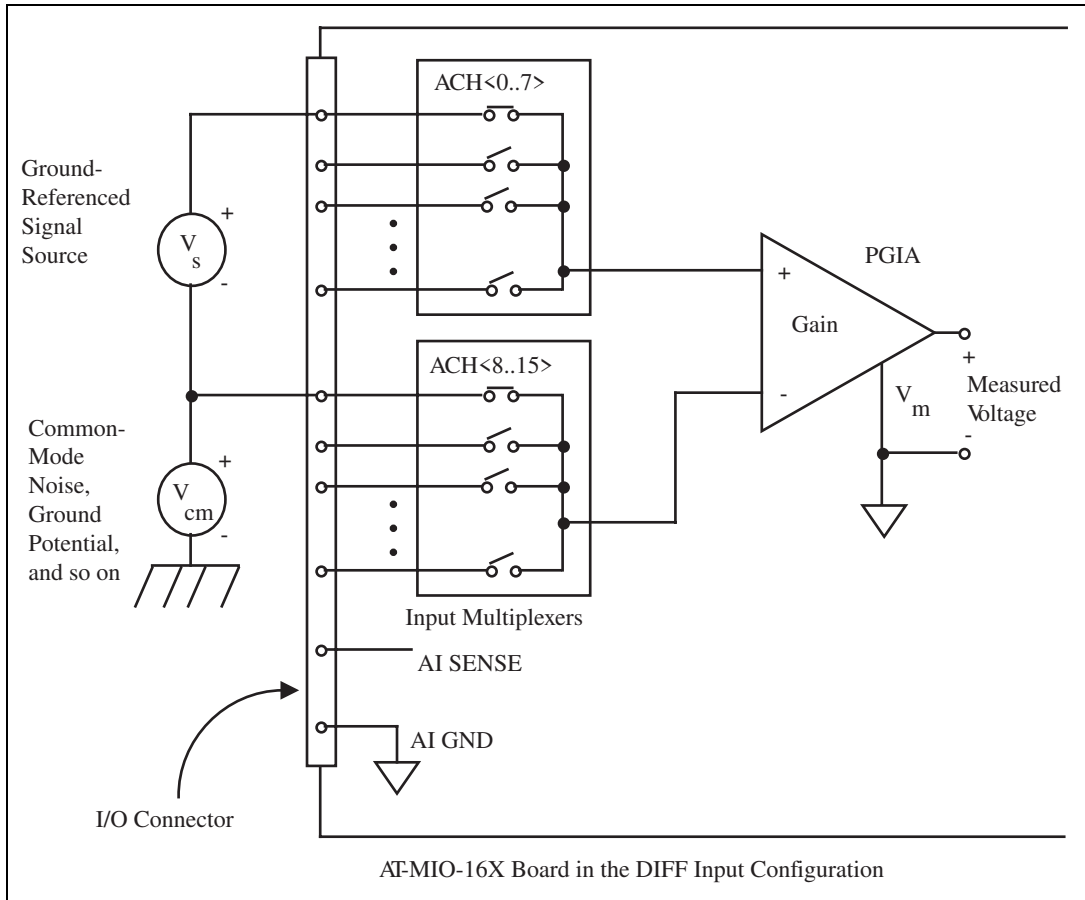 ACH<0..7>
Ground-
Referenced
Signal
Source
+
V
s
-
PGIA
+
Gain
-
+
V
m
Measured
Voltage
-
ACH<8..15>
Common-
Mode
Noise,
Ground
Potential,
and so on
+
V
cm
-
Input Multiplexers
AI SENSE
AI GND
I/O Connector
AT-MIO-16X Board in the DIFF Input Configuration